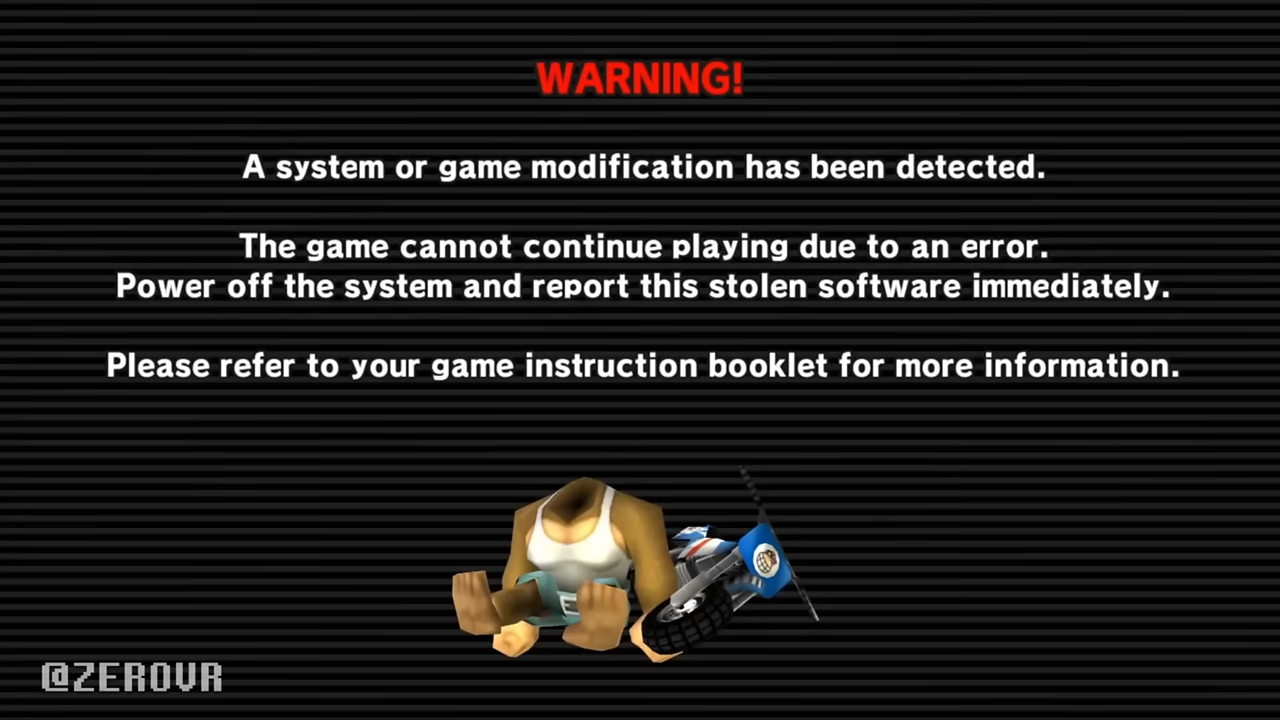 WARNING!
A system or game modification has been detected.
The game cannot continue playing due to an error.
Power off the system and report this stolen software immediately.
Please refer to your game instruction booklet for more information.
@ZEROVR